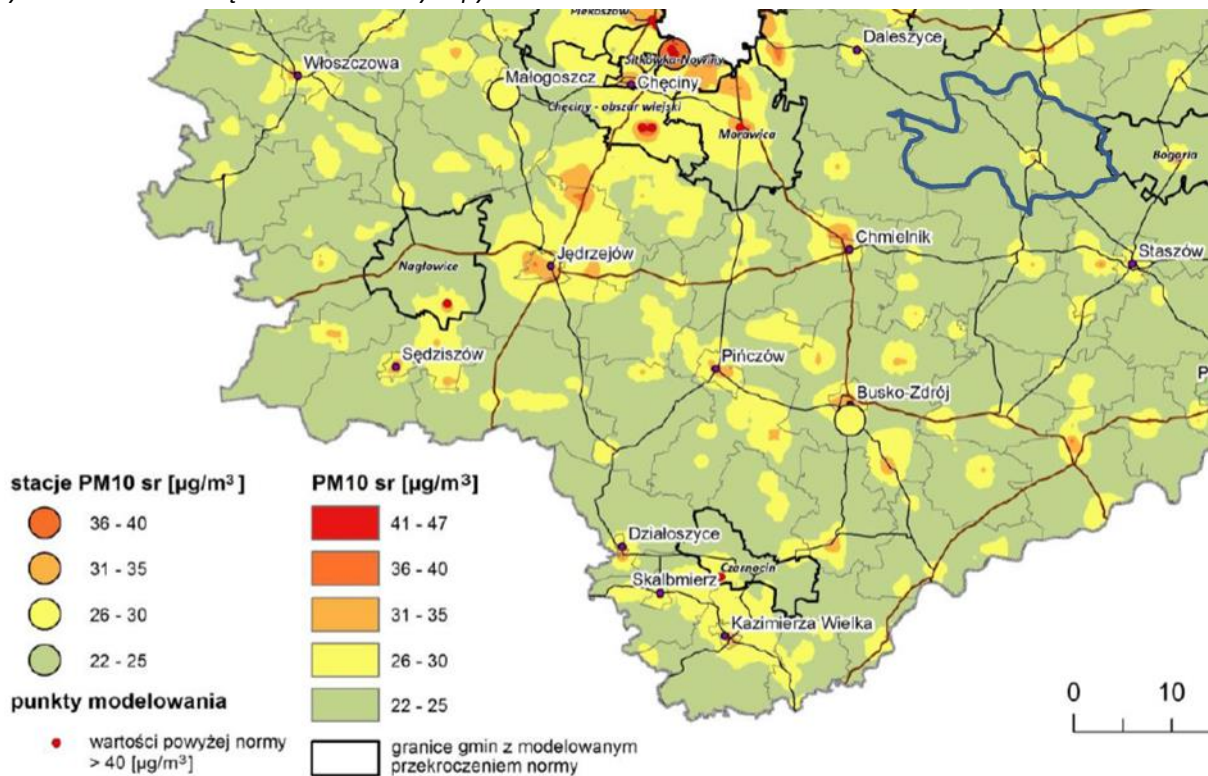 Piekoszów
Daleszyce
Włoszczowa
Sitkówka-Nowiny
Małogoszcz
Chęciny
Chęciny - obszar wiejski
Morawica
Bogoria
Chmielnik
Jędrzejów
Staszów
Nagłowice
Sędziszów
Pińczów
P
Busko-Zdrój
stacje PM10 sr [µg/m³]
36 - 40
31 - 35
26 - 30
22 - 25
punkty modelowania
wartości powyżej normy
> 40 [µg/m³]
PM10 sr [µg/m³]
41 - 47
36 - 40
31 - 35
26 - 30
22 - 25
granice gmin z modelowanym
przekroczeniem normy
Działoszyce
Czarnocin
Skalbmierz
Kazimierza Wielka
0 10